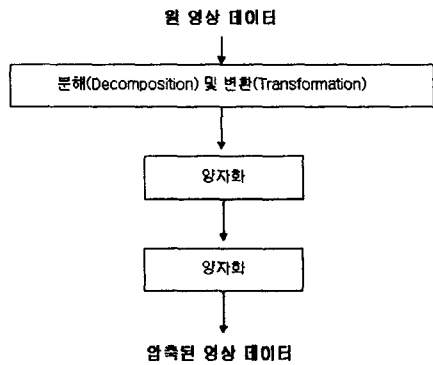 원 영상 데이터
분해(Decomposition) 및 변환(Transformation)
양자화
양자화
압축된 영상 데이터